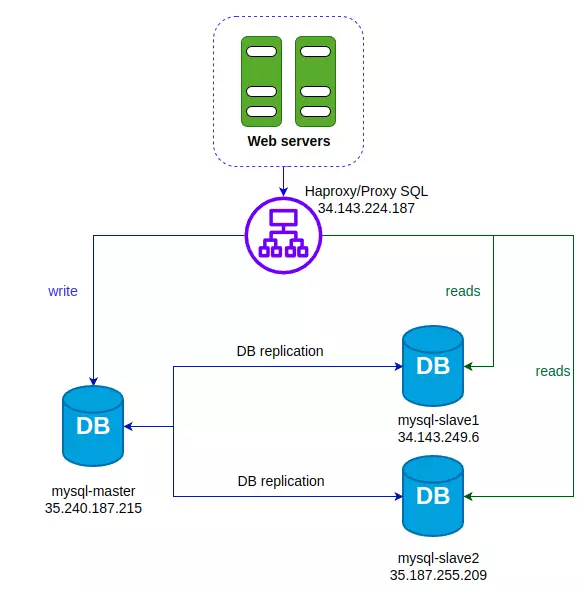 Web servers
Haproxy/Proxy SQL
34.143.224.187
write
reads
reads
DB replication
DB
mysql-slave1
34.143.249.6
DB
mysql-master
35.240.187.215
DB replication
DB
mysql-slave2
35.187.255.209